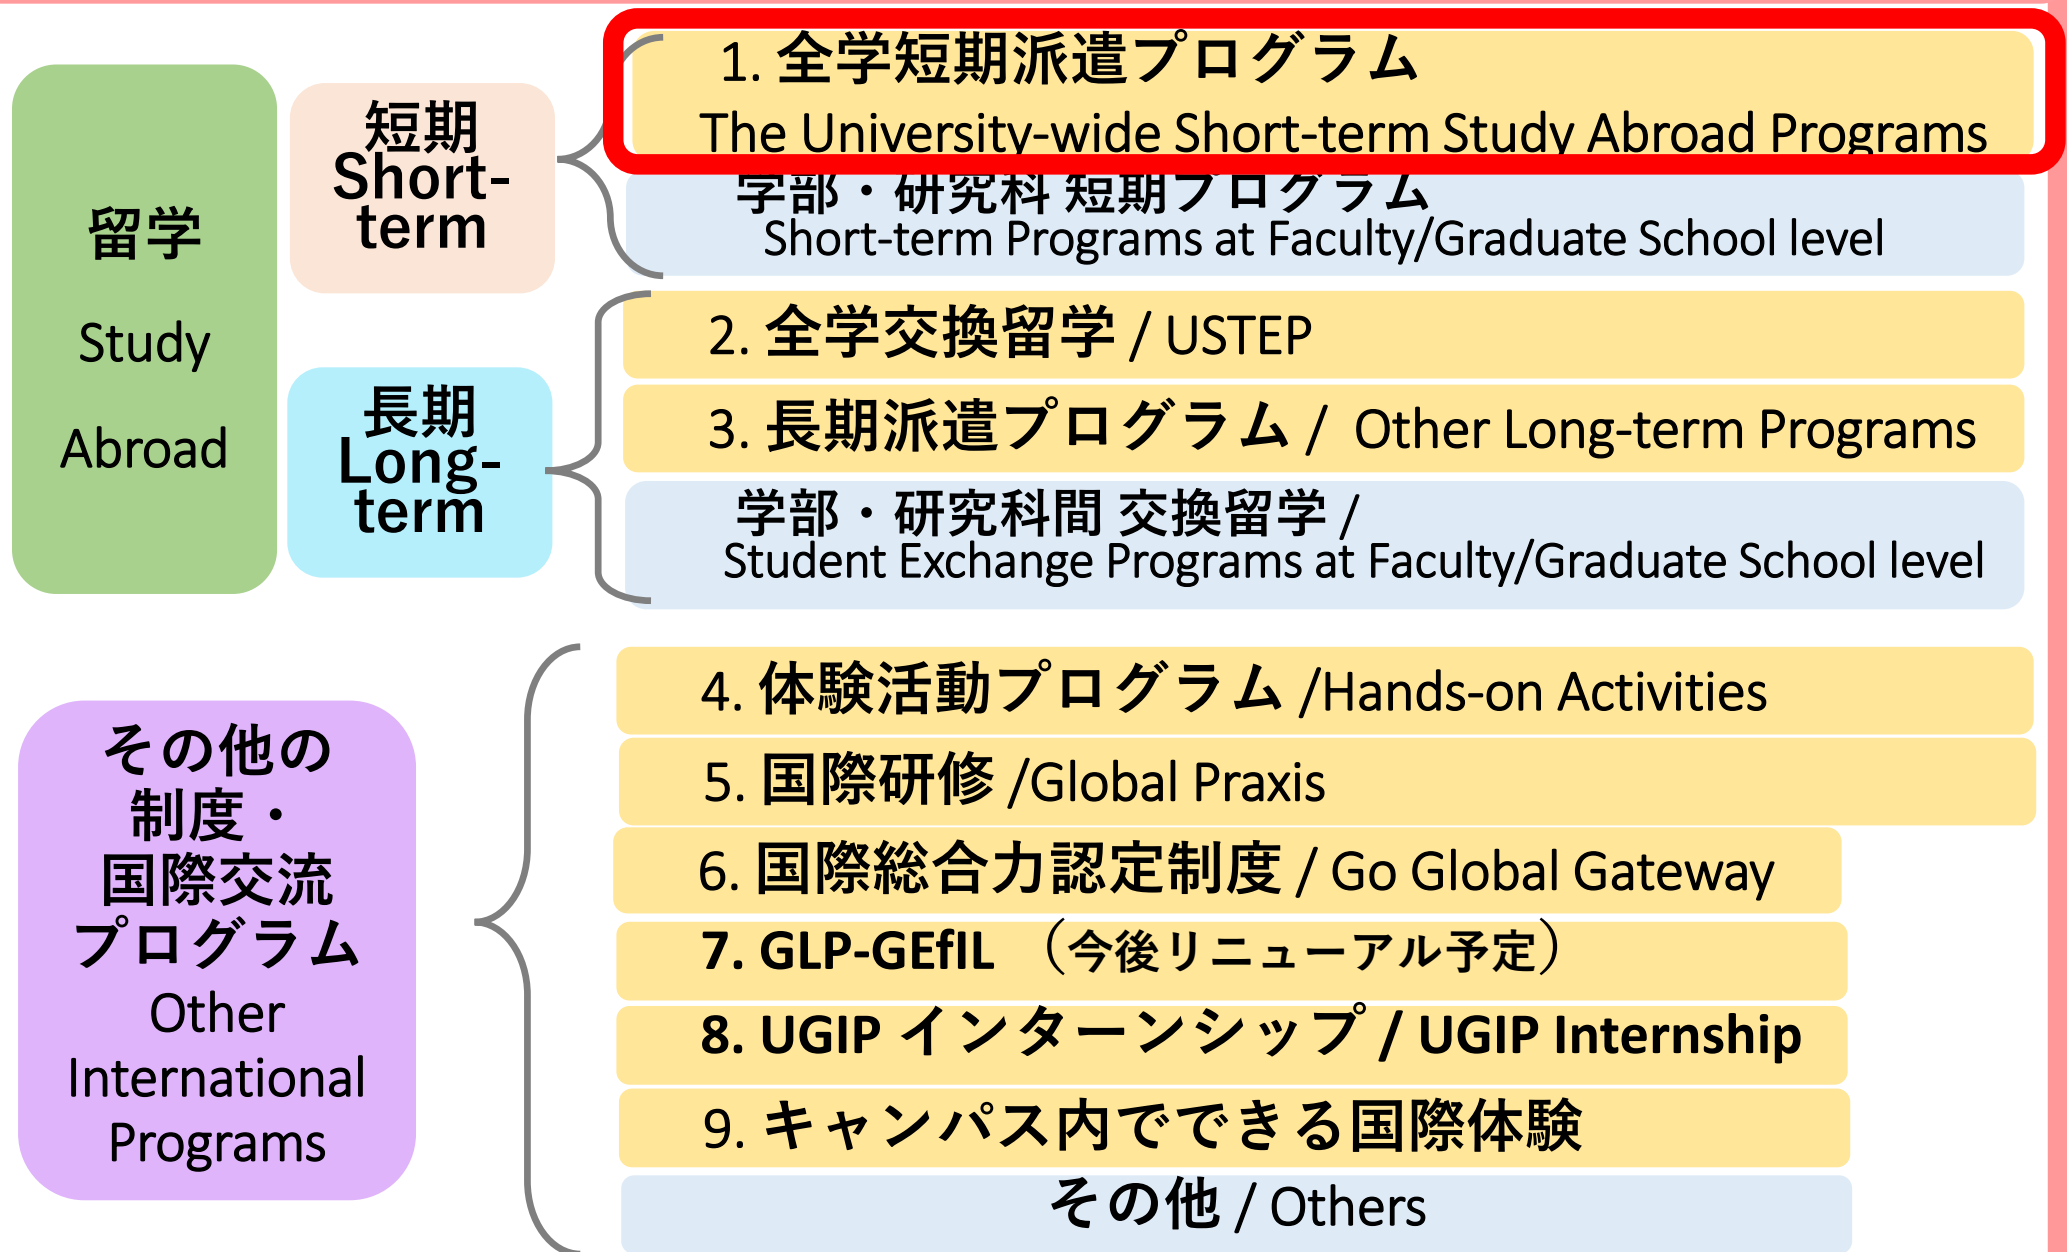 留学
Study
Abroad
短期
Short-
term
1. 全学短期派遣プログラム
The University-wide Short-term Study Abroad Programs
学部・研究科 短期プログラム
Short-term Programs at Faculty/Graduate School level
長期
Long-
term
2. 全学交換留学 / USTEP
3. 長期派遣プログラム / Other Long-term Programs
学部・研究科間 交換留学 /
Student Exchange Programs at Faculty/Graduate School level
その他の
制度・
国際交流
プログラム
Other
International
Programs
4. 体験活動プログラム /Hands-on Activities
5. 国際研修 /Global Praxis
6. 国際総合力認定制度 / Go Global Gateway
7. GLP-GEfIL （今後リニューアル予定）
8. UGIP インターンシップ / UGIP Internship
9. キャンパス内でできる国際体験
その他 / Others